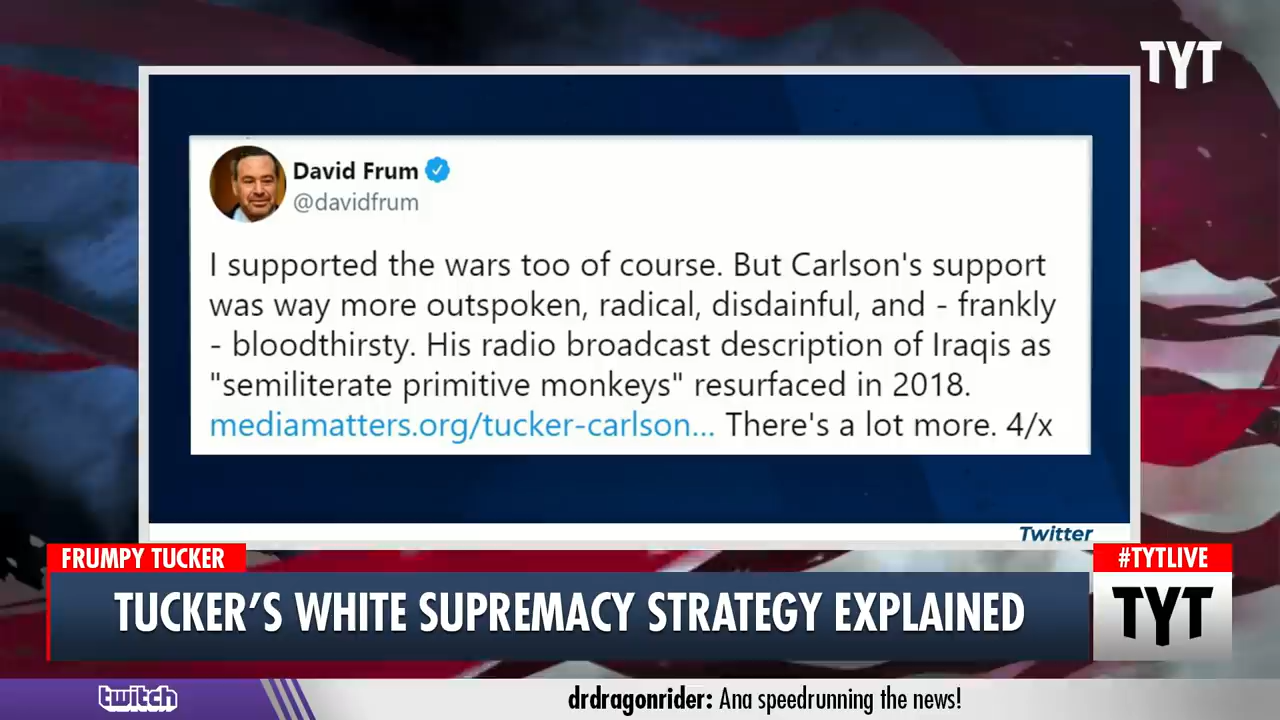 TYT
David Frum
@davidfrum
I supported the wars too of course. But Carlson's support
was way more outspoken, radical, disdainful, and - frankly
- bloodthirsty. His radio broadcast description of Iraqis as
"semiliterate primitive monkeys" resurfaced in 2018.
mediamatters.org/tucker-carlson... There's a lot more. 4/x
Twitter
FRUMPY TUCKER
#TYTLIVE
TUCKER'S WHITE SUPREMACY STRATEGY EXPLAINED
TYT
twitch
drdragonrider: Ana speedrunning the news!